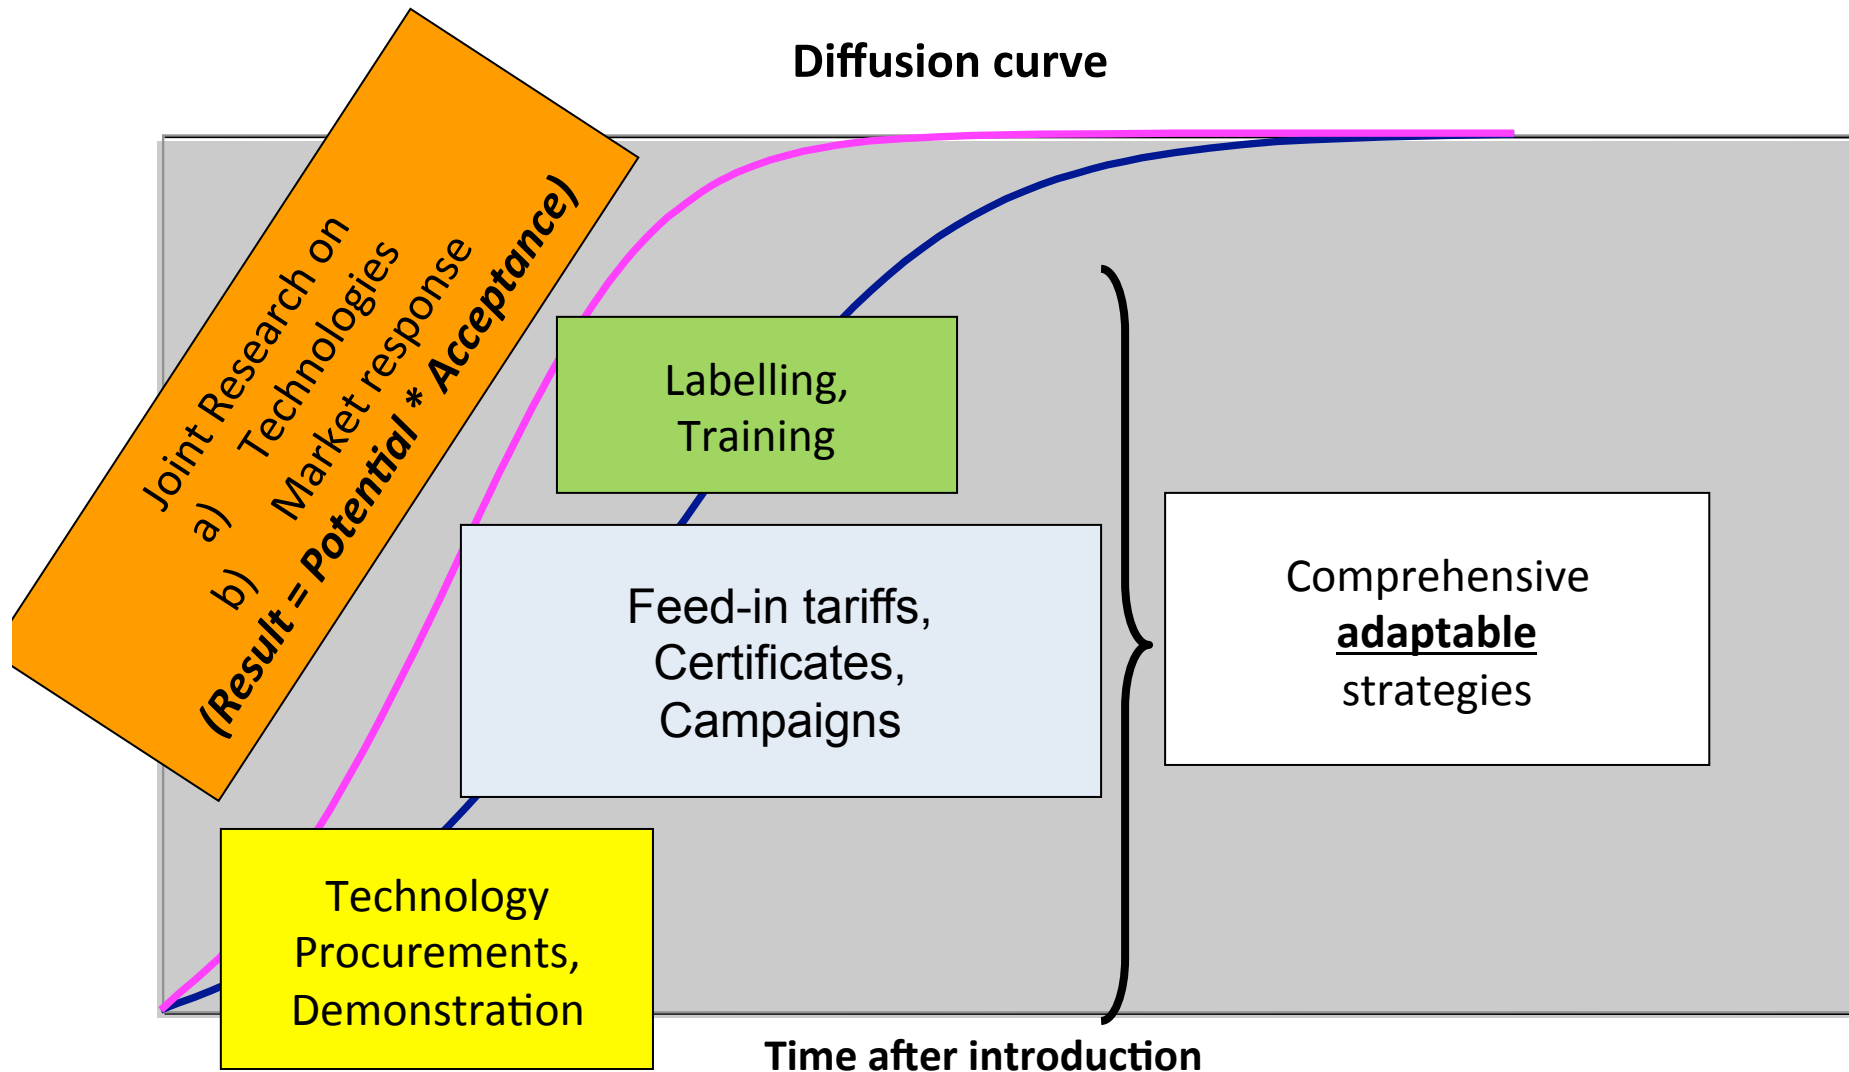 Diffusion curve
Joint Research on
a) Technologies
b) Market response
(Result = Potential * Acceptance)
Labelling,
Training
Feed-in tariffs,
Certificates,
Campaigns
Comprehensive
adaptable
strategies
Technology
Procurements,
Demonstration
Time after introduction